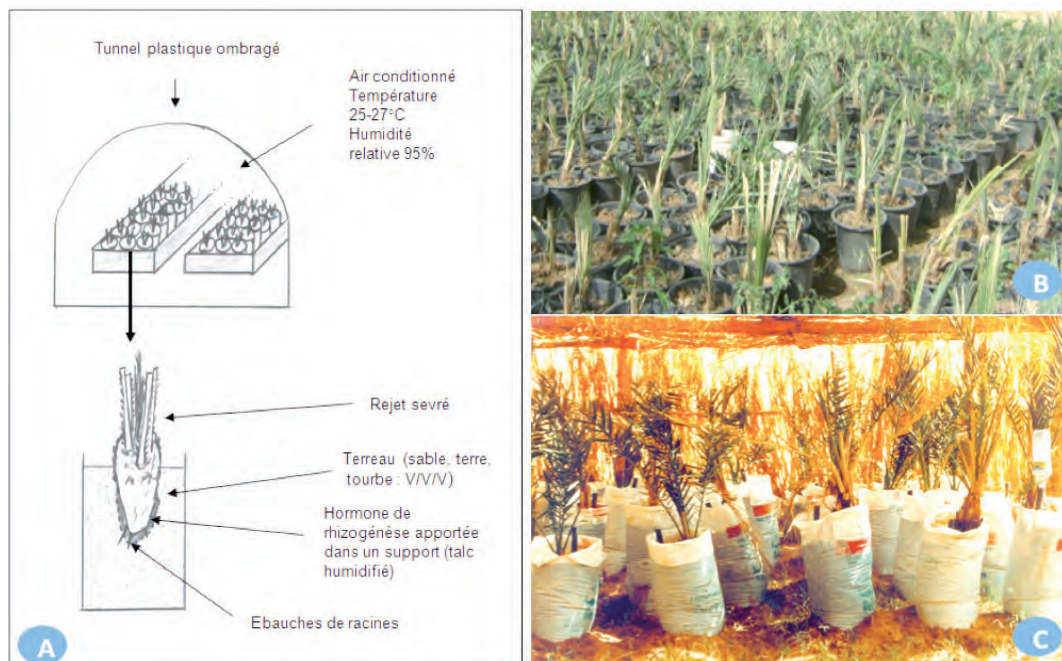 Tunnel plastique ombragé
Air conditionné
Température
25-27°C
Humidité
relative 95%
Rejet sevré
Terreau (sable, terre,
tourbe : V/V/V)
Hormone de
rhizogénèse apportée
dans un support (talc
humidifié)
Ebauches de racines
A
B
C